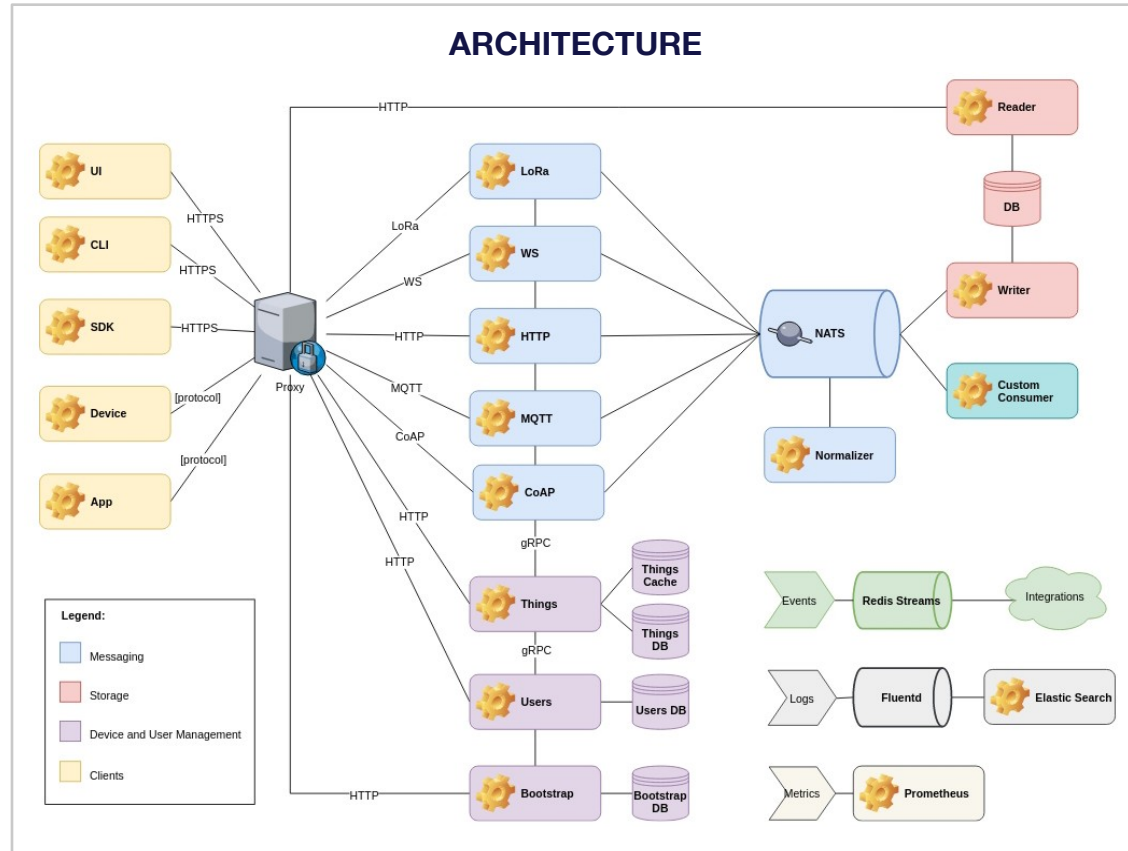 ARCHITECTURE
HTTP
Reader
UI
LoRa
DB
HTTPS
LoRa
CLI
WS
HTTPS
WS
Writer
SDK
HTTPS
HTTP
HTTP
NATS
Proxy
MQTT
Device
[protocol]
MQTT
Custom
Consumer
CoAP
Normalizer
[protocol]
App
CoAP
HTTP
gRPC
HTTP
Things
Cache
Things
Things
DB
Events
Redis Streams
Integrations
gRPC
Legend:
Messaging
Storage
Device and User Management
Clients
Users
Users DB
Logs
Fluentd
Elastic Search
HTTP
Bootstrap
Bootstrap
DB
Metrics
Prometheus